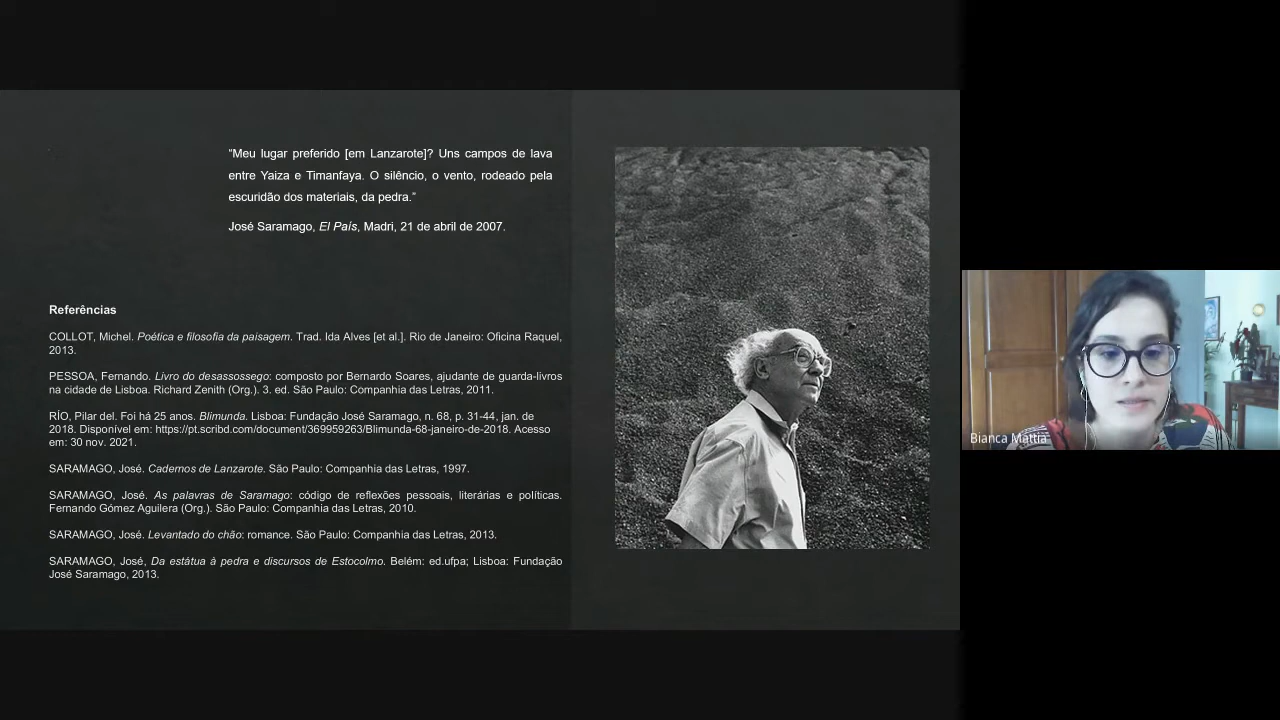 “Meu lugar preferido [em Lanzarote]? Uns campos de lava
entre Yaiza e Timanfaya. O silêncio, o vento, rodeado pela
escuridão dos materiais, da pedra.“
José Saramago, El País, Madri, 21 de abril de 2007.
Referências
COLLOT, Michel. Poética e filosofia da paisagem. Trad. Ida Alves [et al.]. Rio de Janeiro: Oficina Raquel,
2013.
PESSOA, Fernando. Livro do desassossego: composto por Bernardo Soares, ajudante de guarda-livros
na cidade de Lisboa. Richard Zenith (Org.). 3. ed. São Paulo: Companhia das Letras, 2011.
RÍO, Pilar del. Foi há 25 anos. Blimunda. Lisboa: Fundação José Saramago, n. 68, p. 31-44, jan. de
2018. Disponível em: https://pt.scribd.com/document/369959263/Blimunda-68-janeiro-de-2018. Acesso
em: 30 nov. 2021.
SARAMAGO, José. Cadernos de Lanzarote. São Paulo: Companhia das Letras, 1997.
SARAMAGO, José. As palavras de Saramago: código de reflexões pessoais, literárias e políticas.
Fernando Gómez Aguilera (Org.). São Paulo: Companhia das Letras, 2010.
SARAMAGO, José. Levantado do chão: romance. São Paulo: Companhia das Letras, 2013.
SARAMAGO, José, Da estátua à pedra e discursos de Estocolmo. Belém: ed.ufpa; Lisboa: Fundação
José Saramago, 2013.
Bianca Mattia